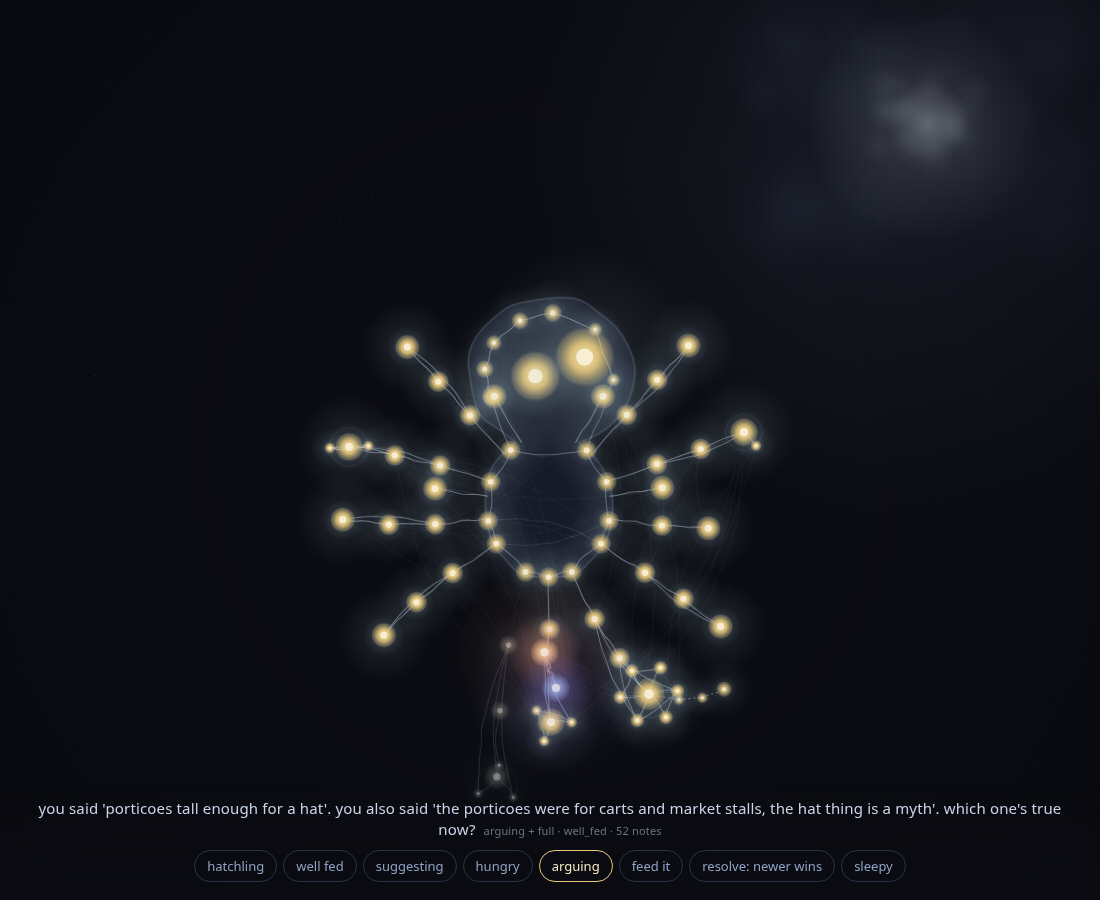 you said 'porticoes tall enough for a hat'. you also said 'the porticoes were for carts and market stalls, the hat thing is a myth'. which one's true
now? arguing + full · well_fed · 52 notes
hatchling well fed suggesting hungry arguing feed it resolve: newer wins sleepy